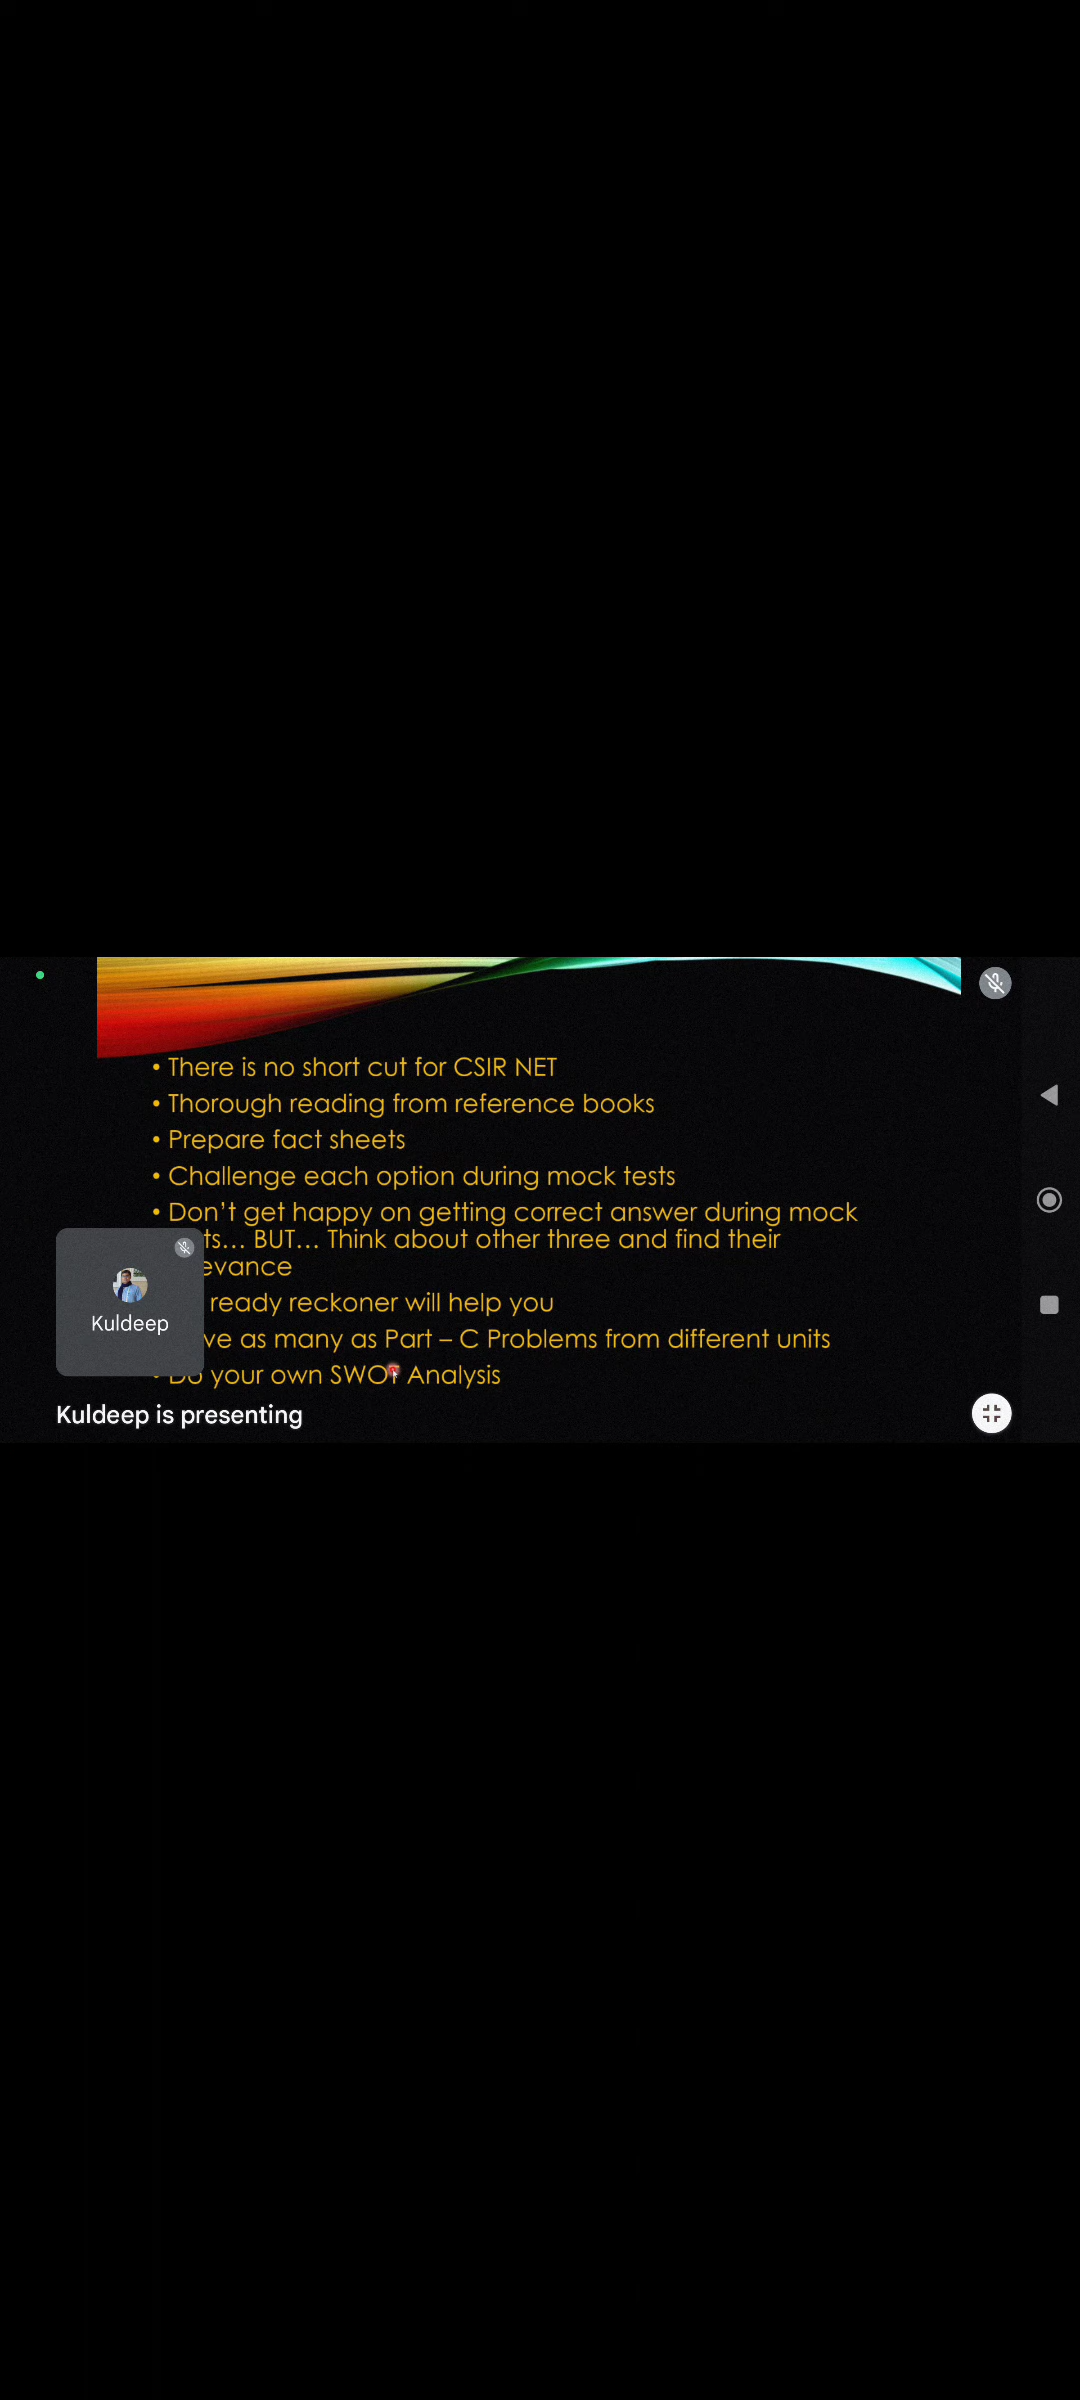 • There is no short cut for CSIR NET
• Thorough reading from reference books
• Prepare fact sheets
• Challenge each option during mock tests
• Don't get happy on getting correct answer during mock
ts... BUT... Think about other three and find their
evance
ready reckoner will help you
ve as many as Part – C Problems from different units
• Do your own SWOT Analysis
Kuldeep
Kuldeep is presenting